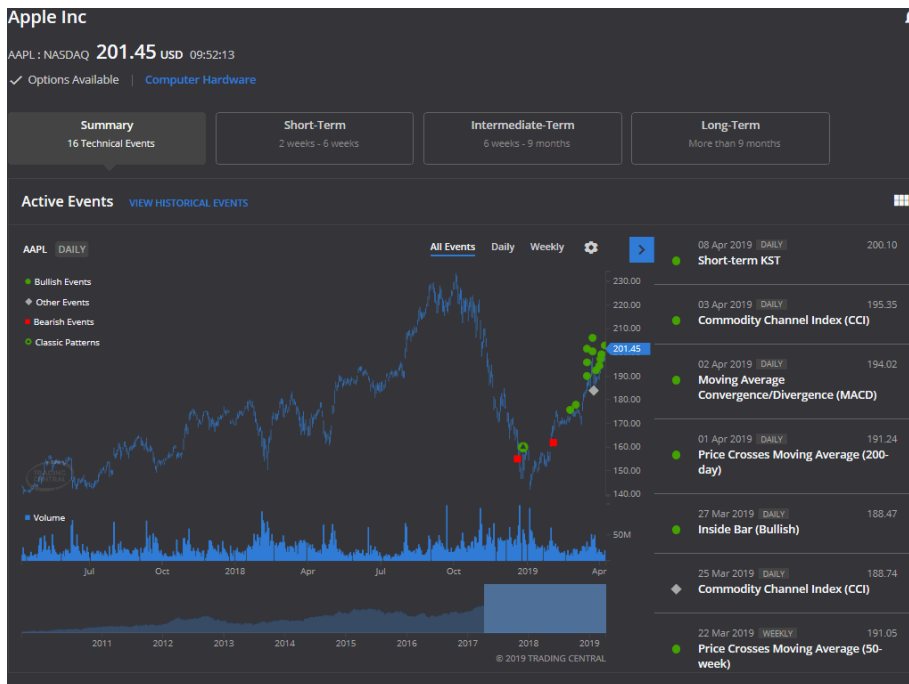 Apple Inc
AAPL : NASDAQ 201.45 USD 09:52:13
Options Available | Computer Hardware
Summary
16 Technical Events
Short-Term
2 weeks - 6 weeks
Intermediate-Term
6 weeks - 9 months
Long-Term
More than 9 months
Active Events VIEW HISTORICAL EVENTS
AAPL DAILY
All Events Daily Weekly
Bullish Events
Other Events
Bearish Events
Classic Patterns
230.00
220.00
210.00
201.45
190.00
180.00
170.00
160.00
150.00
140.00
TRADING
CENTRAL
Volume
50M
Jul Oct 2018 Apr Jul Oct 2019 Apr
2011 2012 2013 2014 2015 2016 2017 2018 2019
© 2019 TRADING CENTRAL
08 Apr 2019 DAILY 200.10
Short-term KST
03 Apr 2019 DAILY 195.35
Commodity Channel Index (CCI)
02 Apr 2019 DAILY 194.02
Moving Average
Convergence/Divergence (MACD)
01 Apr 2019 DAILY 191.24
Price Crosses Moving Average (200-
day)
27 Mar 2019 DAILY 188.47
Inside Bar (Bullish)
25 Mar 2019 DAILY 188.74
Commodity Channel Index (CCI)
22 Mar 2019 WEEKLY 191.05
Price Crosses Moving Average (50-
week)